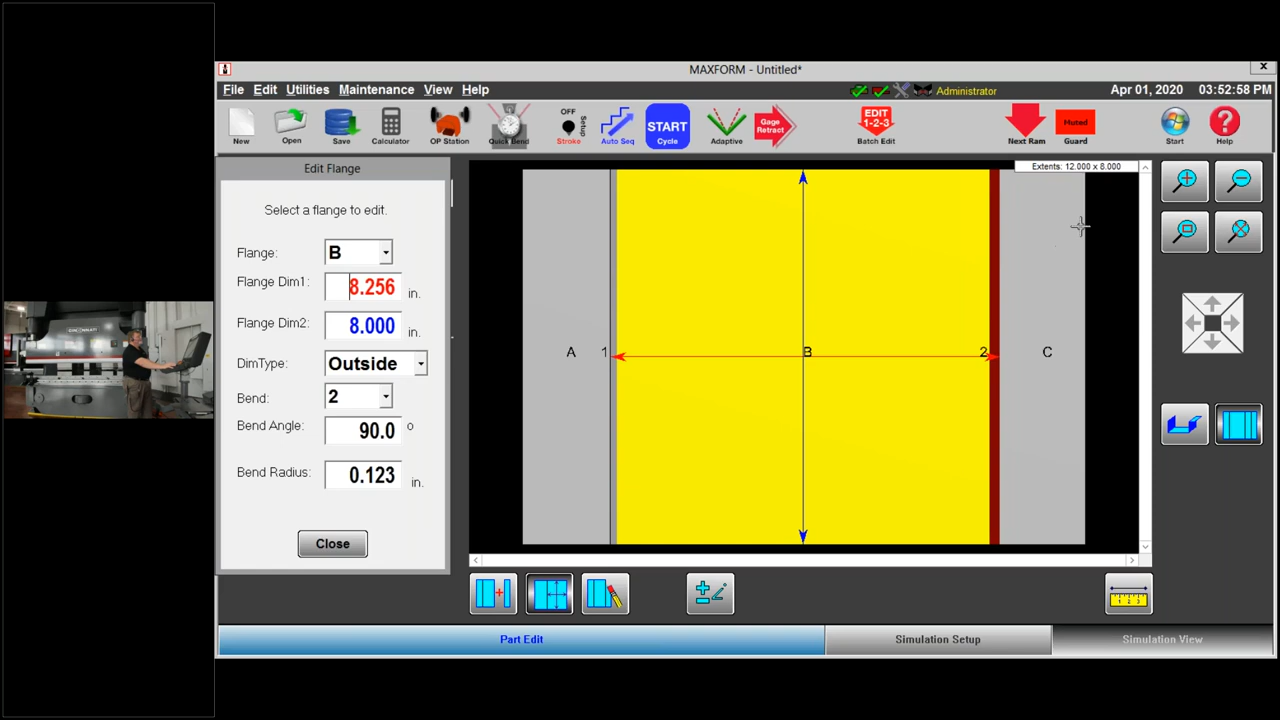 MAXFORM - Untitled*
X
File Edit Utilities Maintenance View Help
Administrator
Apr 01, 2020 03:52:58 PM
New
Open
Save
Calculator
OP Station
Quick Bend
OFF
Setup
Stroke
Auto Seq
START
Cycle
Adaptive
Gage
Retract
EDIT
1-2-3
Batch Edit
Next Ram
Muted
Guard
Start
Help
Edit Flange
Select a flange to edit.
Flange: B
Flange Dim1: 8.256 in.
Flange Dim2: 8.000 in.
DimType: Outside
Bend: 2
Bend Angle: 90.0 o
Bend Radius: 0.123 in.
Close
Extents: 12.000 x 8.000
A 1 B 2 C
Part Edit
Simulation Setup
Simulation View
CINCINNATI